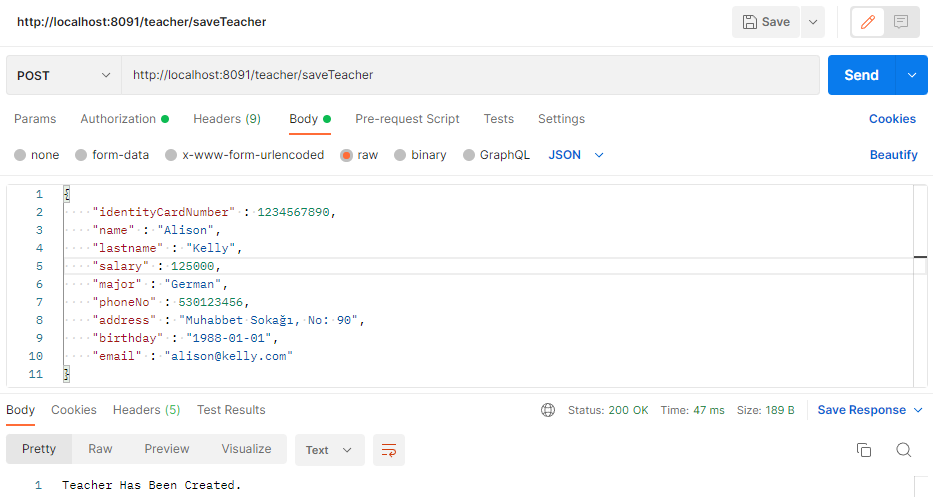 http://localhost:8091/teacher/saveTeacher
Save
POST
http://localhost:8091/teacher/saveTeacher
Send
Params Authorization Headers (9) Body Pre-request Script Tests Settings Cookies
none form-data x-www-form-urlencoded raw binary GraphQL JSON Beautify
1 {
2 "identityCardNumber" : 1234567890,
3 "name" : "Alison",
4 "lastname" : "Kelly",
5 "salary" : 125000,
6 "major" : "German",
7 "phoneNo" : 530123456,
8 "address" : "Muhabbet Sokağı, No: 90",
9 "birthday" : "1988-01-01",
10 "email" : "alison@kelly.com"
11 }
Body Cookies Headers (5) Test Results Status: 200 OK Time: 47 ms Size: 189 B Save Response
Pretty Raw Preview Visualize Text
1 Teacher Has Been Created.